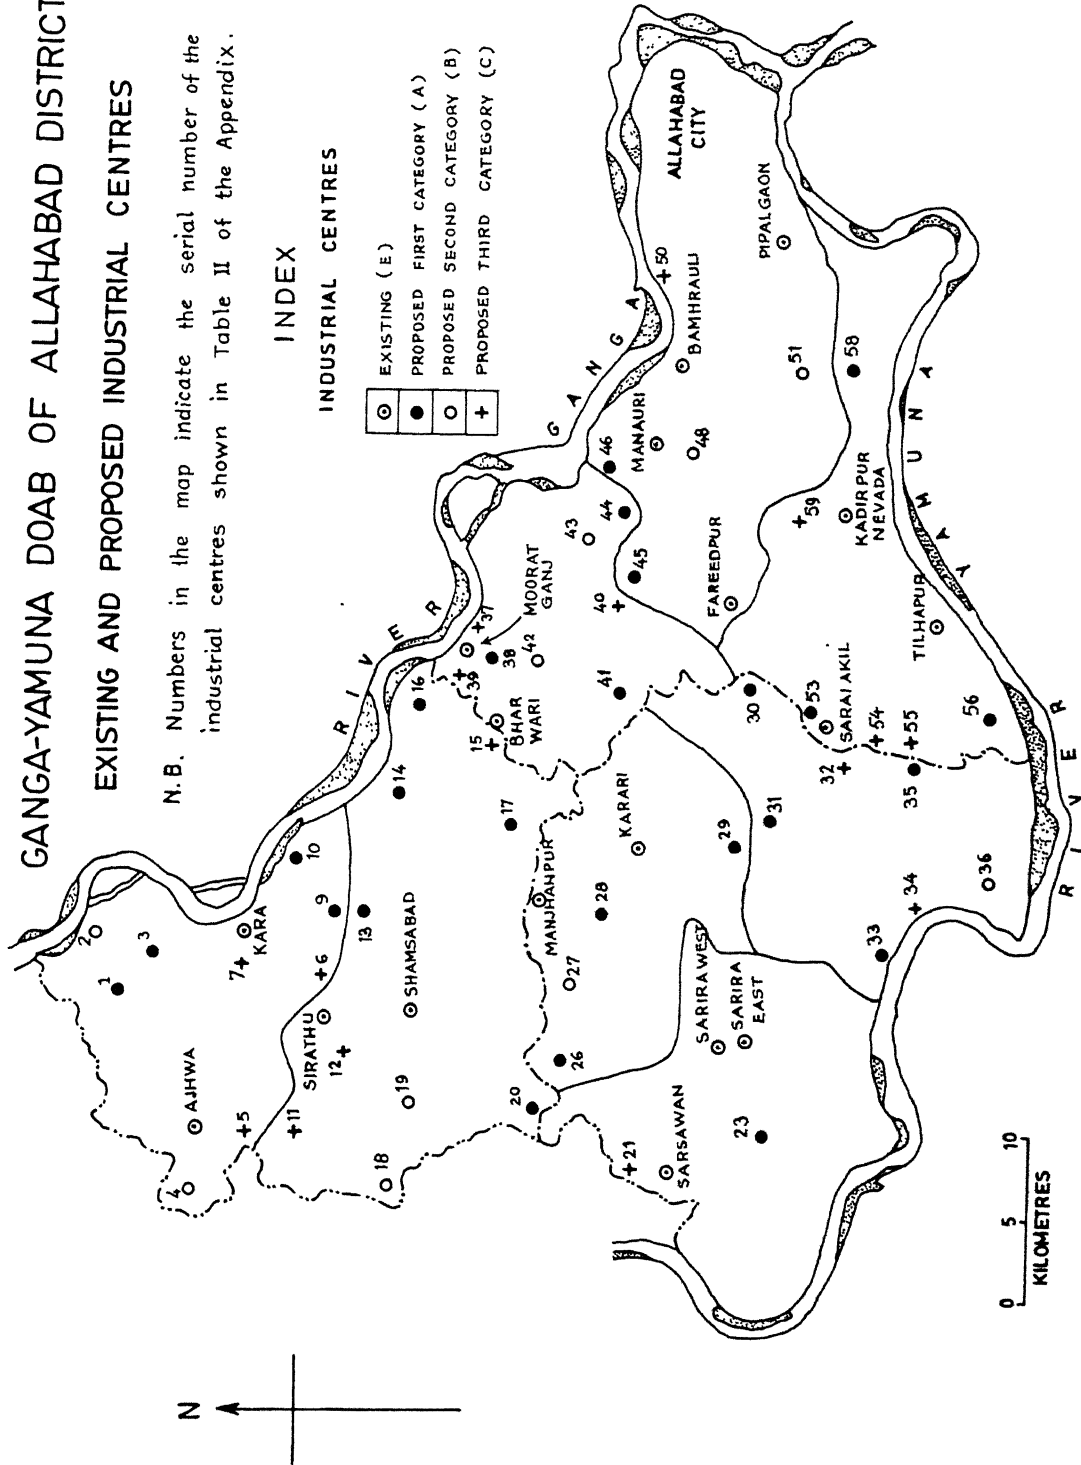 GANGA-YAMUNA DOAB OF ALLAHABAD DISTRICT
EXISTING AND PROPOSED INDUSTRIAL CENTRES
N.B. Numbers in the map indicate the serial number of the
industrial centres shown in Table II of the Appendix.
INDEX
INDUSTRIAL CENTRES
EXISTING (E)
PROPOSED FIRST CATEGORY (A)
PROPOSED SECOND CATEGORY (B)
PROPOSED THIRD CATEGORY (C)
N
RIVER GANGA
2
3
1
KARA
7
10
9
6
AJHWA
5
4
11
SIRATHU
12
13
SHAMSABAD
19
18
14
16
15
BHAR
WARI
17
39
37
38
MOORAT
GANJ
42
43
41
40
45
44
46
MANAURI
48
BAMHRAULI
50
ALLAHABAD
CITY
PIPALGAON
51
58
59
KADIRPUR
NEVADA
FAREEDPUR
TILHAPUR
MANJHANPUR
27
28
26
20
KARARI
29
31
30
53
SARAI AKIL
54
55
56
32
35
34
36
33
SARIRA WEST
SARIRA
EAST
21
SARSAWAN
23
RIVER YAMUNA
0 5 10
KILOMETRES